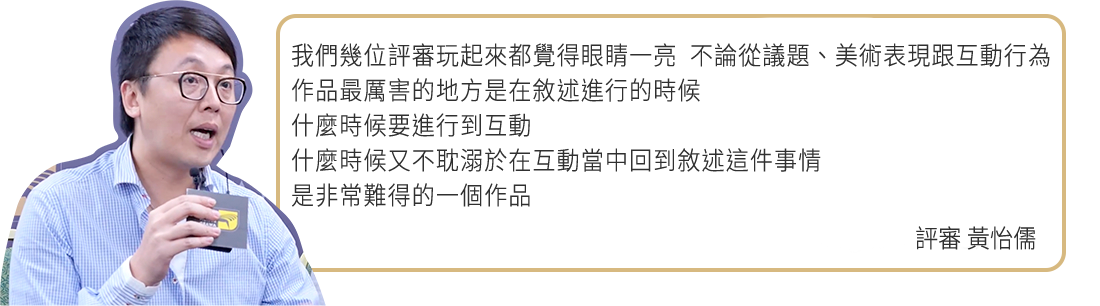 我們幾位評審玩起來都覺得眼睛一亮 不論從議題、美術表現跟互動行為
作品最厲害的地方是在敘述進行的時候
什麼時候要進行到互動
什麼時候又不耽溺於在互動當中回到敘述這件事情
是非常難得的一個作品
評審 黃怡儒